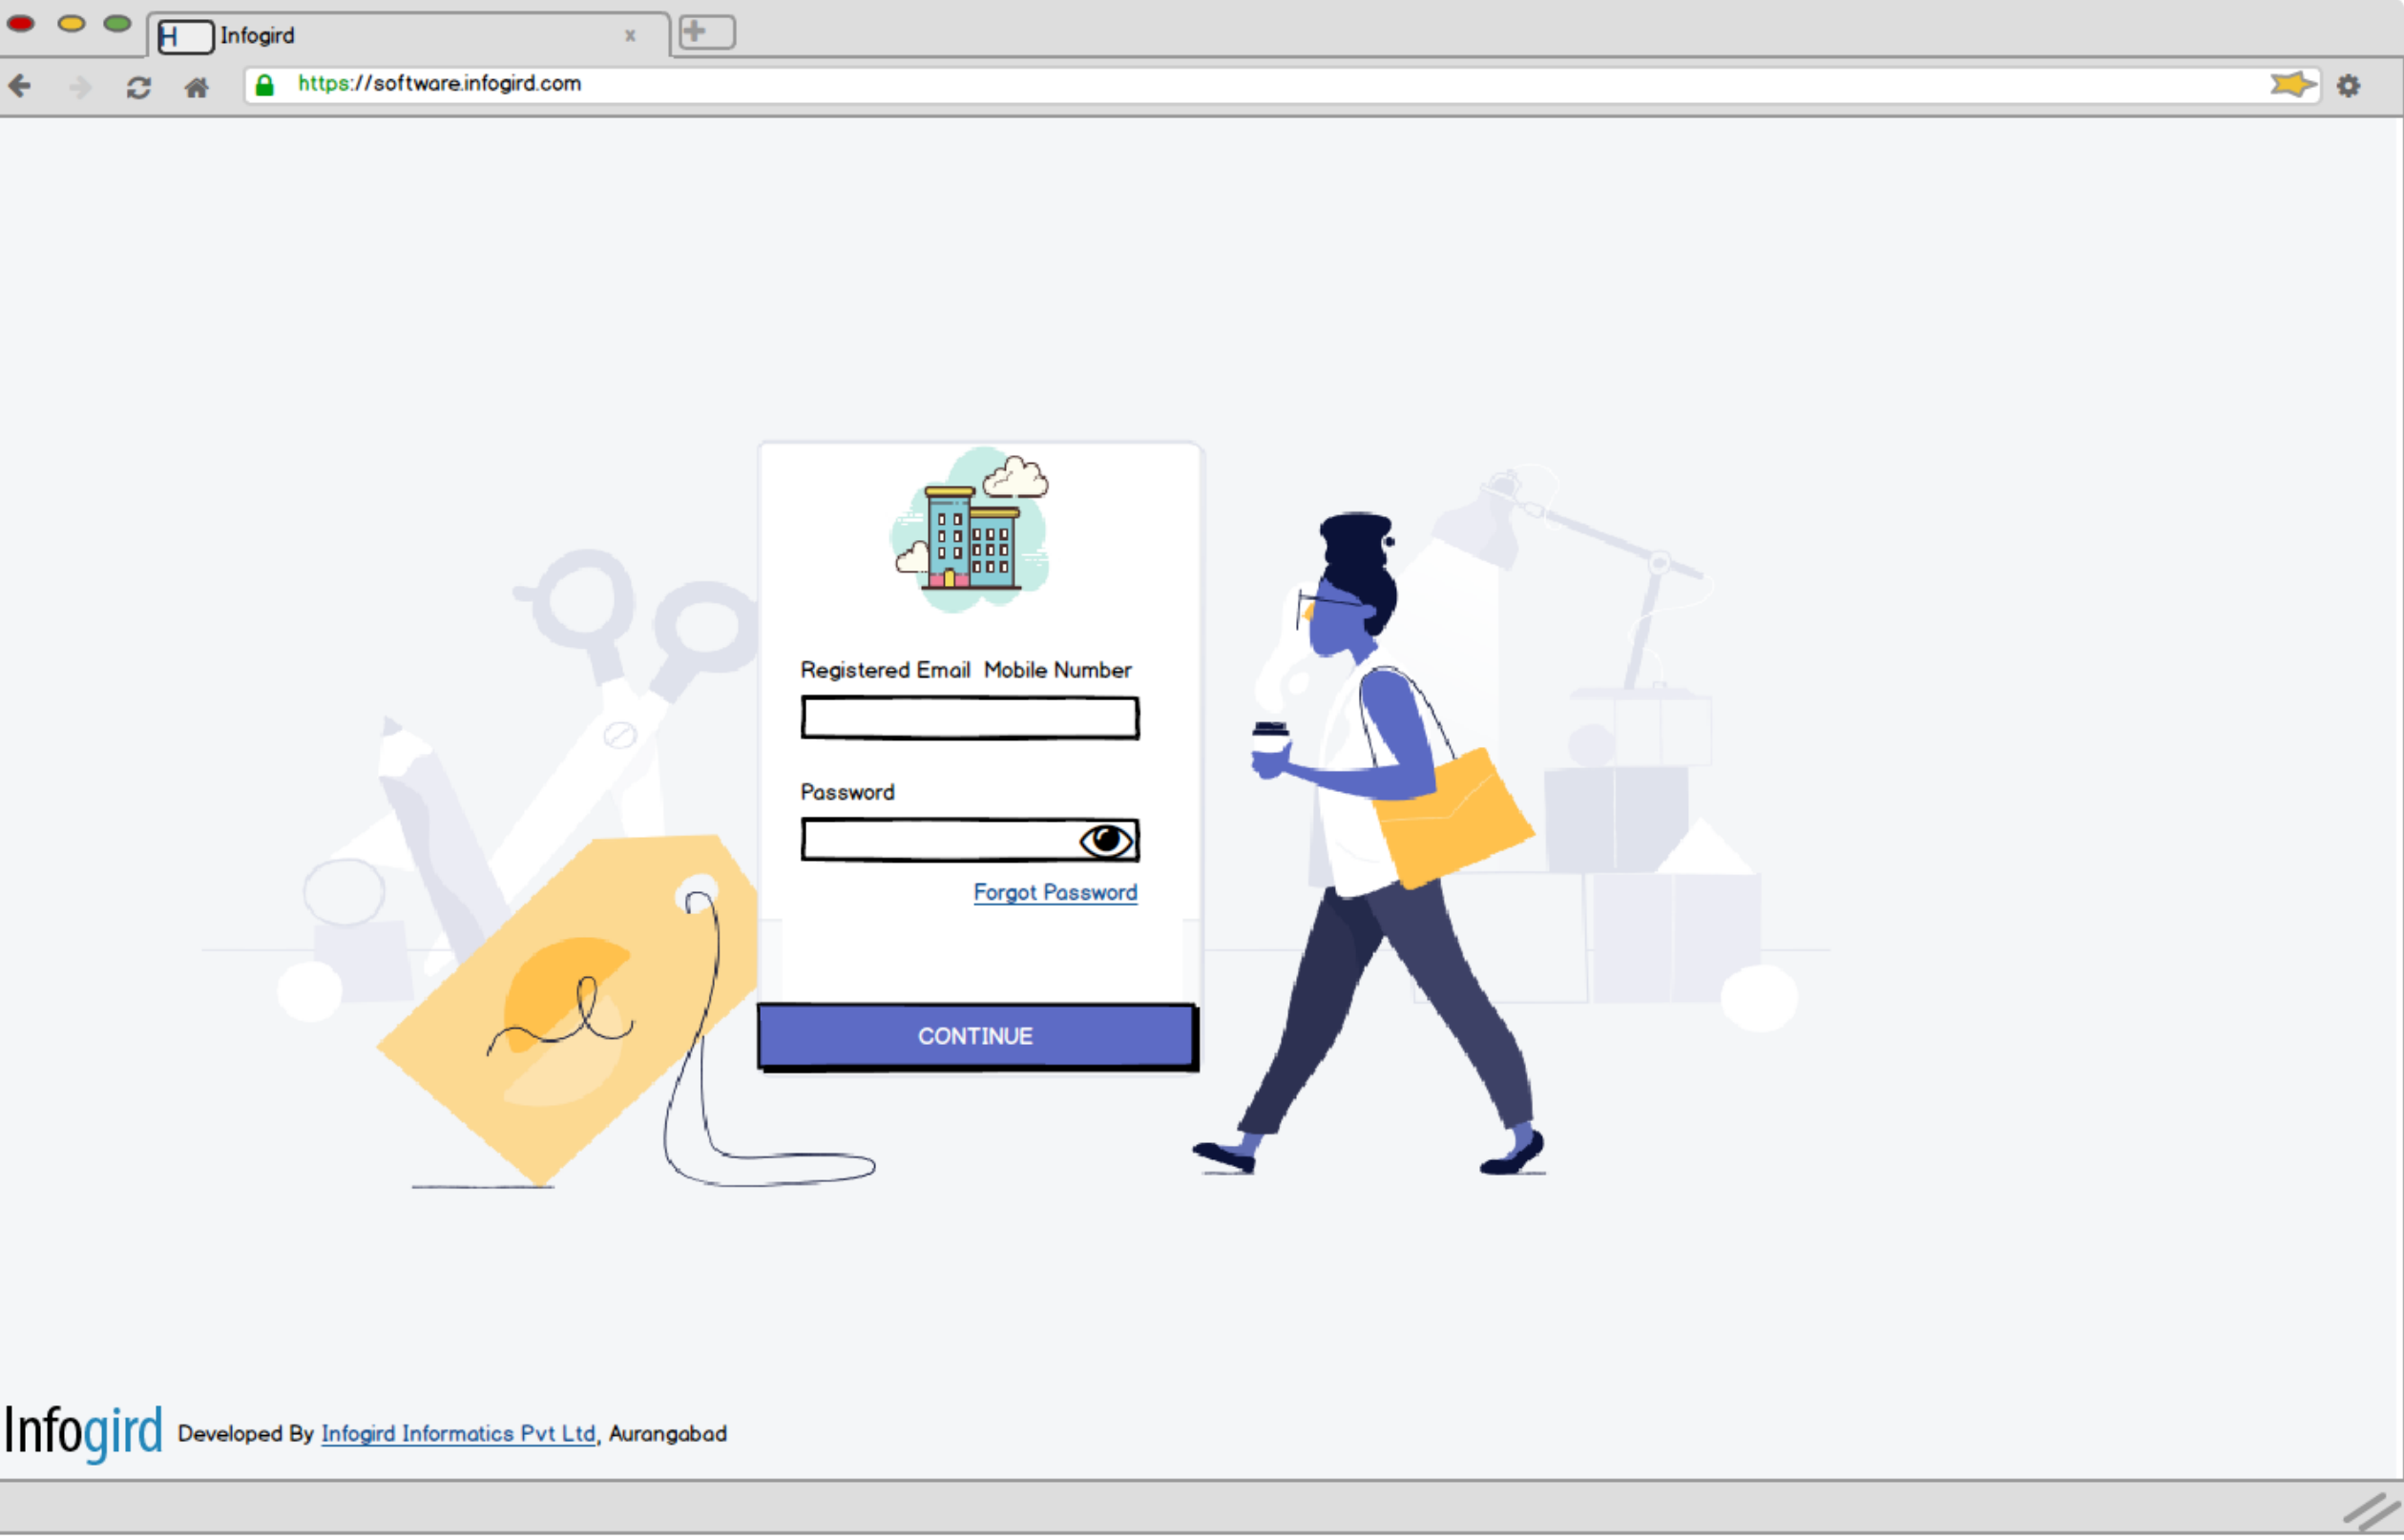 H Infogird x
https://software.infogird.com
Registered Email Mobile Number
Password
Forgot Password
CONTINUE
Infogird Developed By Infogird Informatics Pvt Ltd, Aurangabad